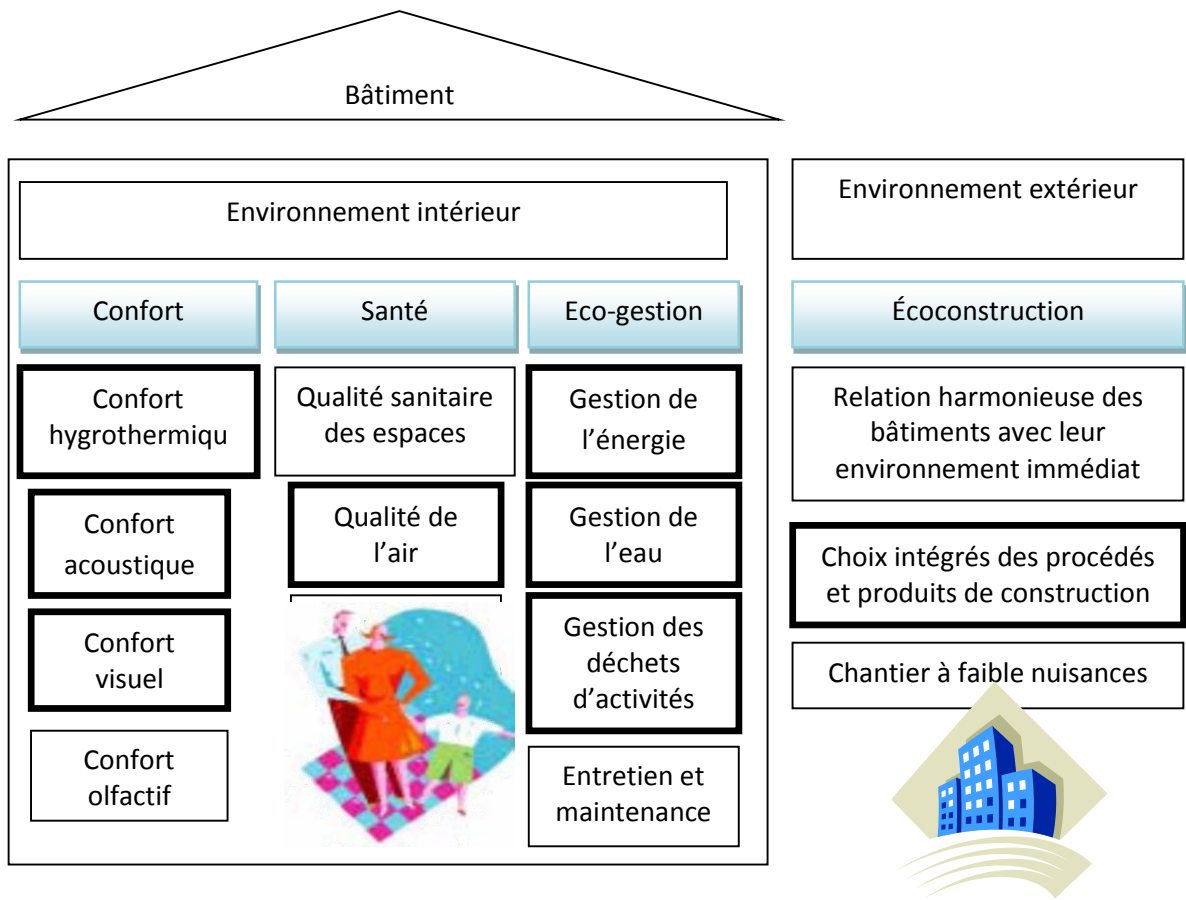 Bâtiment
Environnement intérieur
Environnement extérieur
Confort
Santé
Eco-gestion
Écoconstruction
Confort
hygrothermiqu
Confort
acoustique
Confort
visuel
Confort
olfactif
Qualité sanitaire
des espaces
Qualité de
l’air
Gestion de
l’énergie
Gestion de
l’eau
Gestion des
déchets
d’activités
Entretien et
maintenance
Relation harmonieuse des
bâtiments avec leur
environnement immédiat
Choix intégrés des procédés
et produits de construction
Chantier à faible nuisances